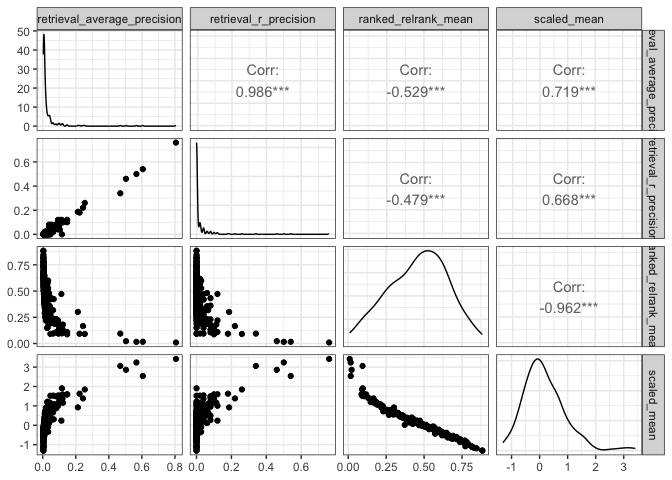 retrieval_average_precision retrieval_r_precision ranked_relrank_mean scaled_mean
50
40
30
20
10
0
Corr:
0.986***
Corr:
-0.529***
Corr:
0.719***
eval_average_preci
0.6
0.4
0.2
0.0
Corr:
-0.479***
Corr:
0.668***
etrieval_r_precision
0.75
0.50
0.25
0.00
Corr:
-0.962***
anked_relrank_mea
3
2
1
0
-1
scaled_mean
0.0 0.2 0.4 0.6 0.8
0.0 0.2 0.4 0.6
0.00 0.25 0.50 0.75
-1 0 1 2 3